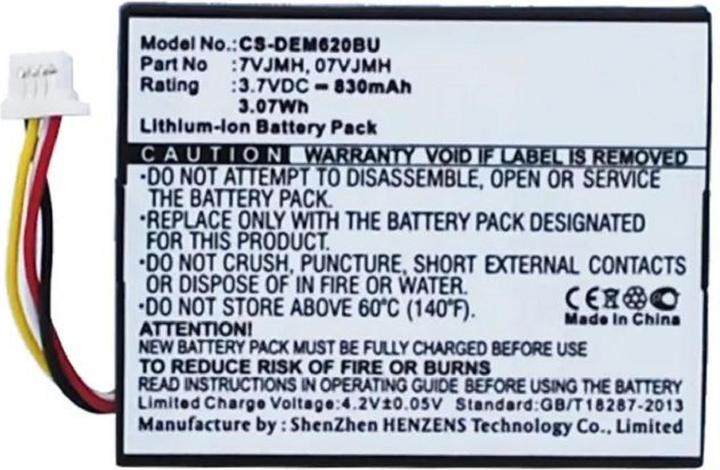 Model No.:CS-DEM620BU
Part No :7VJMH, 07VJMH
Rating :3.7VDC ⎓ 830mAh
3.07Wh
Lithium-Ion Battery Pack
CAUTION WARRANTY VOID IF LABEL IS REMOVED
•DO NOT ATTEMPT TO DISASSEMBLE, OPEN OR SERVICE
THE BATTERY PACK.
•REPLACE ONLY WITH THE BATTERY PACK DESIGNATED
FOR THIS PRODUCT.
•DO NOT CRUSH, PUNCTURE, SHORT EXTERNAL CONTACTS
OR DISPOSE OF IN FIRE OR WATER.
•DO NOT STORE ABOVE 60°C (140°F).
CE
Made in China
ATTENTION!
NEW BATTERY PACK MUST BE FULLY CHARGED BEFORE USE
TO REDUCE RISK OF FIRE OR BURNS
READ INSTRUCTIONS IN OPERATING GUIDE BEFORE USING THE BATTERY
Limited Charge Voltage:4.2V±0.05V Standard:GB/T18287-2013
Manufacture by : ShenZhen HENZENS Technology Co., Limited